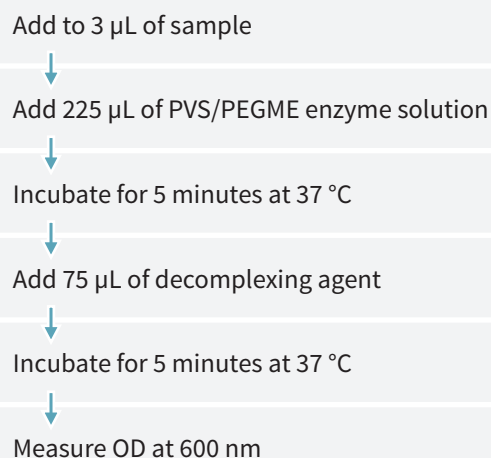 Add to 3 µL of sample
Add 225 µL of PVS/PEGME enzyme solution
Incubate for 5 minutes at 37 °C
Add 75 µL of decomplexing agent
Incubate for 5 minutes at 37 °C
Measure OD at 600 nm